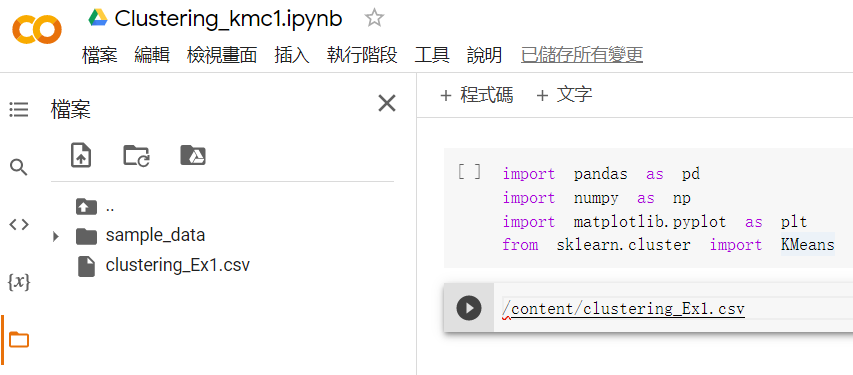 Clustering_kmc1.ipynb
檔案 編輯 檢視畫面 插入 執行階段 工具 說明 已儲存所有變更
檔案
..
sample_data
clustering_Ex1.csv
{x}
+ 程式碼 + 文字
[ ] import pandas as pd
import numpy as np
import matplotlib.pyplot as plt
from sklearn.cluster import KMeans
/content/clustering_Ex1.csv